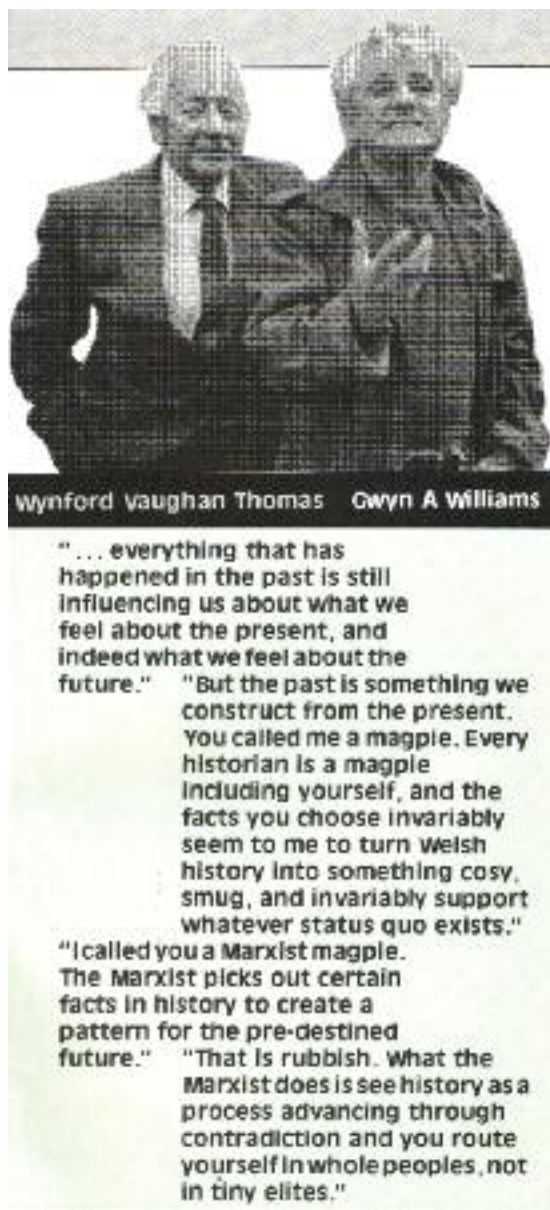 Wynford Vaughan Thomas Gwyn A Williams
"... everything that has
happened in the past is still
influencing us about what we
feel about the present, and
indeed what we feel about the
future." "But the past is something we
construct from the present.
You called me a magpie. Every
historian is a magpie
including yourself, and the
facts you choose invariably
seem to me to turn Welsh
history into something cosy,
smug, and invariably support
whatever status quo exists."
"I called you a Marxist magpie.
The Marxist picks out certain
facts in history to create a
pattern for the pre-destined
future." "That is rubbish. What the
Marxist does is see history as a
process advancing through
contradiction and you route
yourself in whole peoples, not
in tiny elites."